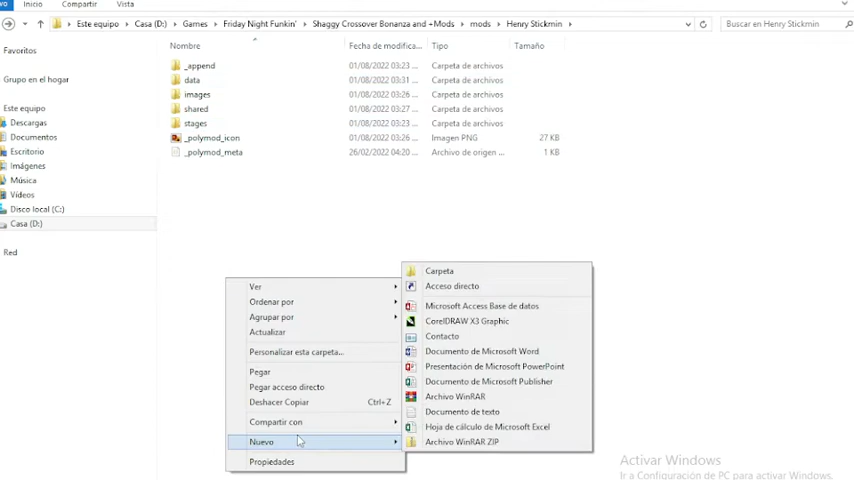 Inicio Compartir Vista
Este equipo Casa (D:) Games Friday Night Funkin' Shaggy Crossover Bonanza and +Mods mods Henry Stickmin Buscar en Henry Stickmin
Nombre Fecha de modifica... Tipo Tamaño
Favoritos
Grupo en el hogar
Este equipo
Descargas
Documentos
Escritorio
Imágenes
Música
Vídeos
Disco local (C:)
Casa (D:)
Red
_append 01/08/2022 03:23 ... Carpeta de archivos
data 01/08/2022 03:31 ... Carpeta de archivos
images 01/08/2022 03:26 ... Carpeta de archivos
shared 01/08/2022 03:27 ... Carpeta de archivos
stages 01/08/2022 03:23 ... Carpeta de archivos
_polymod_icon 01/08/2022 03:26 ... Imagen PNG 27 KB
_polymod_meta 26/02/2022 04:20 ... Archivo de origen ... 1 KB
Ver
Ordenar por
Agrupar por
Actualizar
Personalizar esta carpeta...
Pegar
Pegar acceso directo
Deshacer Copiar Ctrl+Z
Compartir con
Nuevo
Propiedades
Carpeta
Acceso directo
Microsoft Access Base de datos
CorelDRAW X3 Graphic
Contacto
Documento de Microsoft Word
Presentación de Microsoft PowerPoint
Documento de Microsoft Publisher
Archivo WinRAR
Documento de texto
Hoja de cálculo de Microsoft Excel
Archivo WinRAR ZIP
Activar Windows
Ir a Configuración de PC para activar Windows.